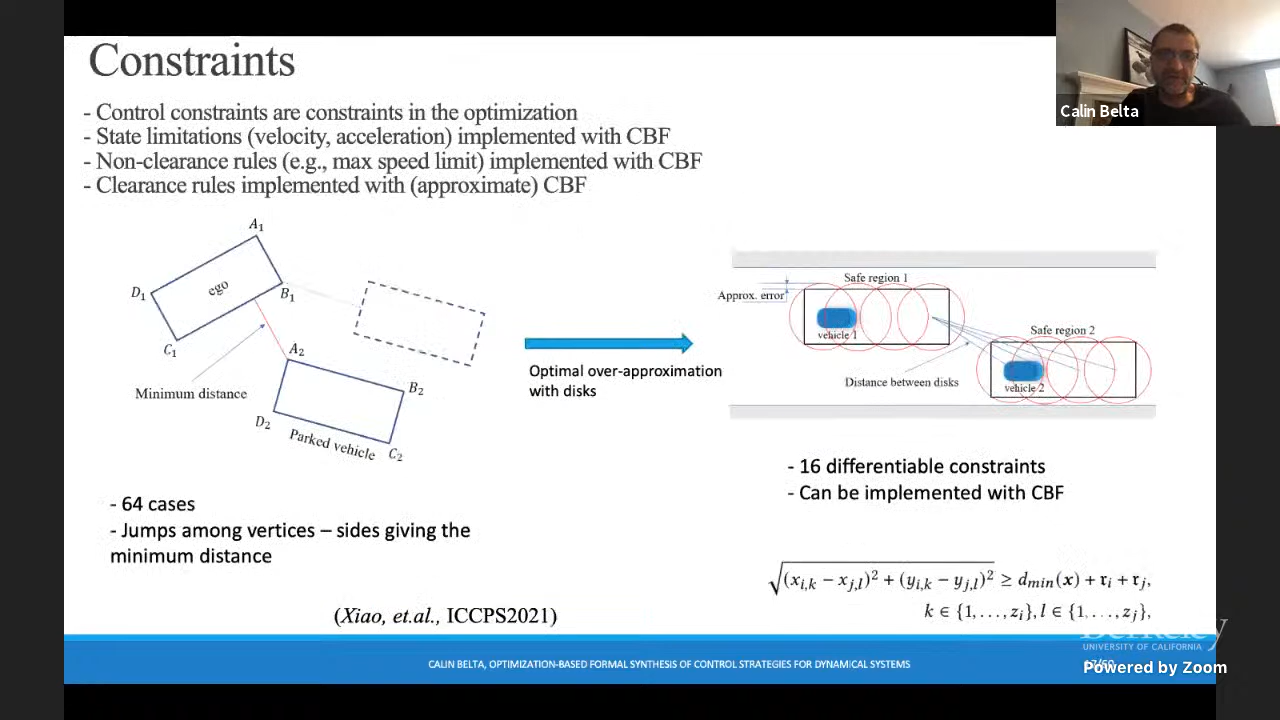 Constraints
- Control constraints are constraints in the optimization
- State limitations (velocity, acceleration) implemented with CBF
- Non-clearance rules (e.g., max speed limit) implemented with CBF
- Clearance rules implemented with (approximate) CBF
Calin Belta
A₁
D₁
ego
B₁
C₁
A₂
Minimum distance
B₂
D₂
Parked vehicle
C₂
Optimal over-approximation
with disks
Safe region 1
Approx. error
vehicle 1
Safe region 2
Distance between disks
vehicle 2
- 64 cases
- Jumps among vertices – sides giving the
minimum distance
- 16 differentiable constraints
- Can be implemented with CBF
√(x_{i,k} − x_{j,l})² + (y_{i,k} − y_{j,l})² ≥ d_{min}(x) + r_i + r_j,
k ∈ {1, . . . , z_i}, l ∈ {1, . . . , z_j},
(Xiao, et.al., ICCPS2021)
Berkeley
UNIVERSITY OF CALIFORNIA
CALIN BELTA, OPTIMIZATION-BASED FORMAL SYNTHESIS OF CONTROL STRATEGIES FOR DYNAMICAL SYSTEMS
Powered by Zoom